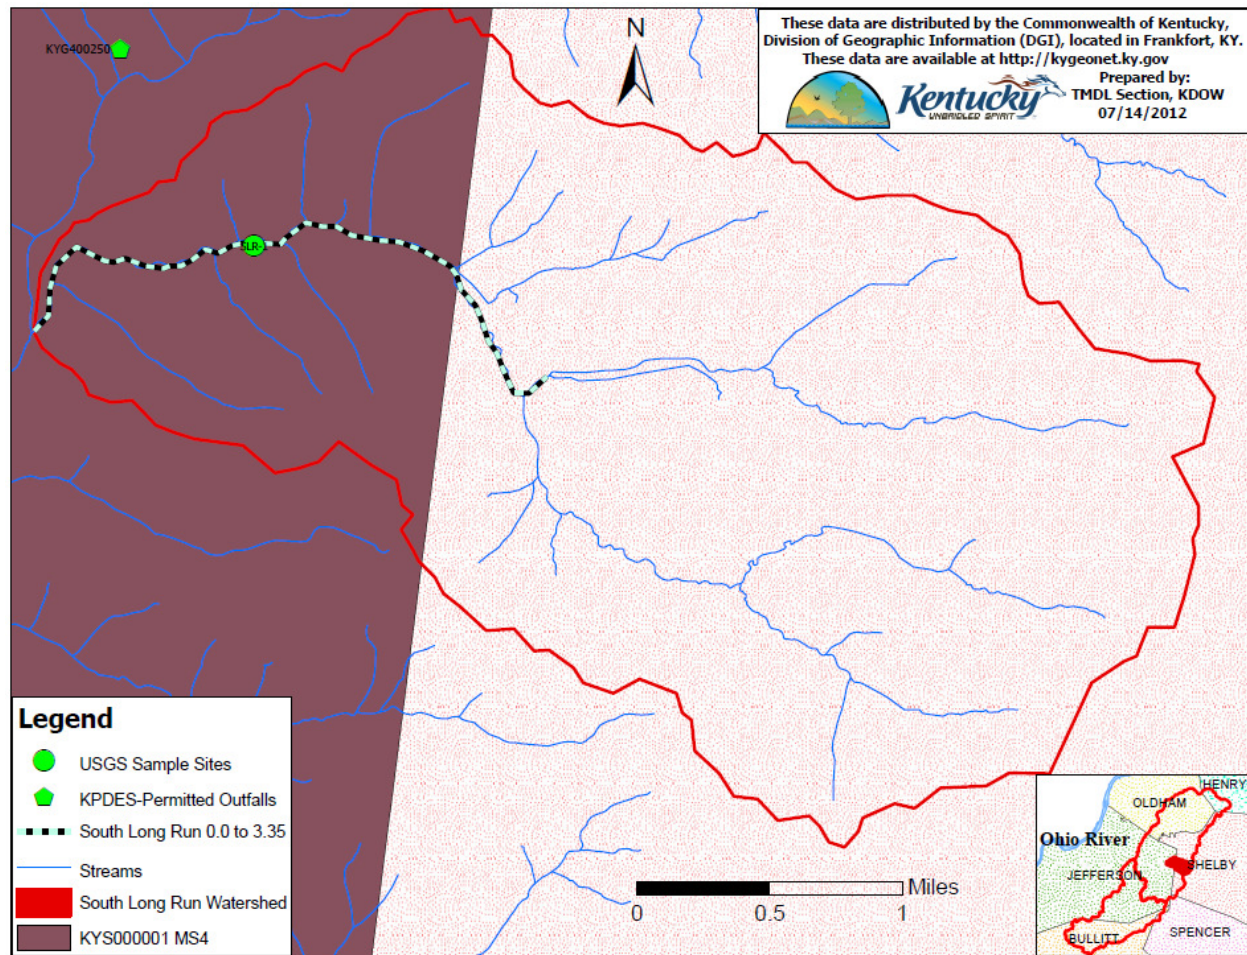 These data are distributed by the Commonwealth of Kentucky,
Division of Geographic Information (DGI), located in Frankfort, KY.
These data are available at http://kygeonet.ky.gov
Kentucky
UNBRIDLED SPIRIT
Prepared by:
TMDL Section, KDOW
07/14/2012
N
KYG400250
SLR-1
Legend
USGS Sample Sites
KPDES-Permitted Outfalls
South Long Run 0.0 to 3.35
Streams
South Long Run Watershed
KYS000001 MS4
Miles
0 0.5 1
HENRY
OLDHAM
Ohio River
SHELBY
JEFFERSON
SPENCER
BULLITT